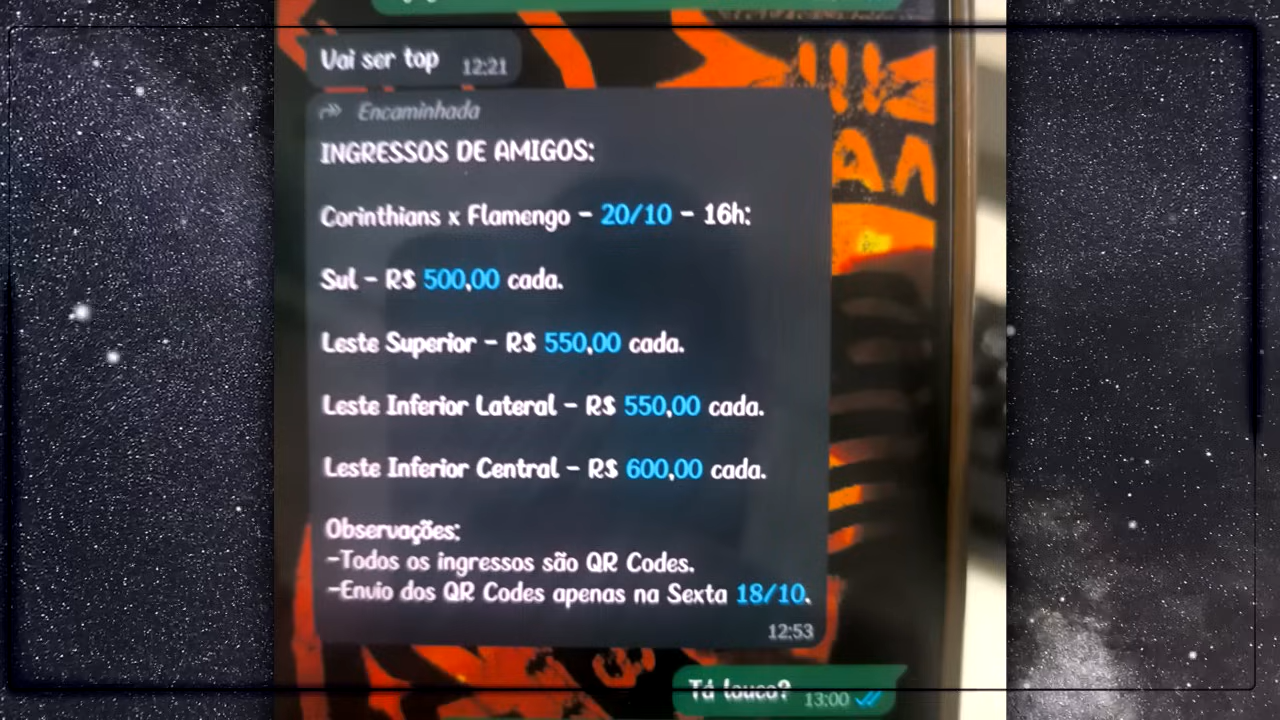 Vai ser top 12:21
Encaminhada
INGRESSOS DE AMIGOS:
Corinthians x Flamengo - 20/10 - 16h:
Sul - R$ 500,00 cada.
Leste Superior - R$ 550,00 cada.
Leste Inferior Lateral - R$ 550,00 cada.
Leste Inferior Central - R$ 600,00 cada.
Observações:
-Todos os ingressos são QR Codes.
-Envio dos QR Codes apenas na Sexta 18/10.
12:53
Tá louco? 13:00